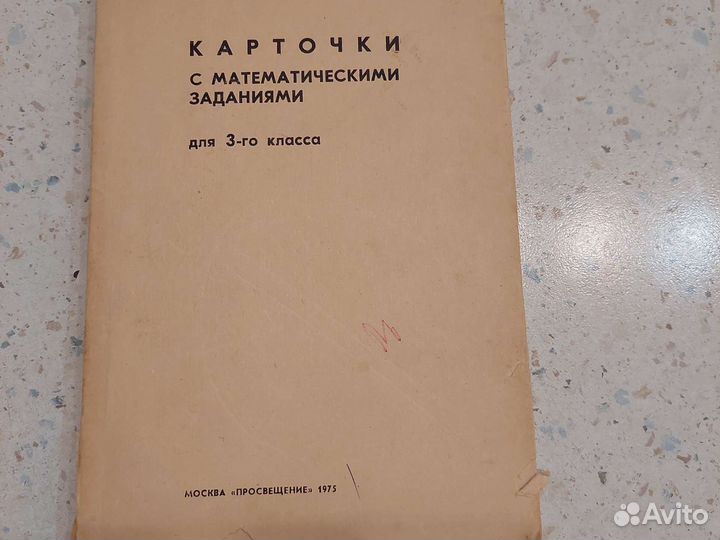 КАРТОЧКИ
С МАТЕМАТИЧЕСКИМИ
ЗАДАНИЯМИ
для 3-го класса
МОСКВА «ПРОСВЕЩЕНИЕ» 1975
Avito